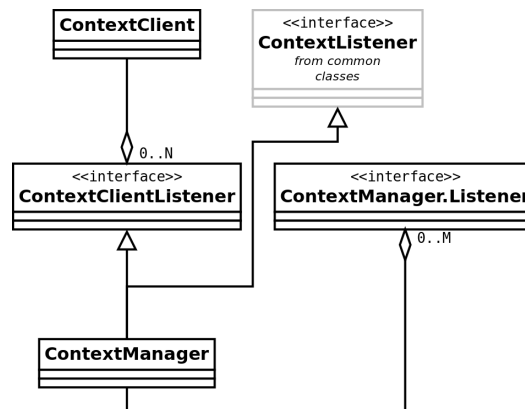 ContextClient
<<interface>>
ContextListener
from common
classes
0..N
<<interface>>
ContextClientListener
<<interface>>
ContextManager.Listener
0..M
ContextManager